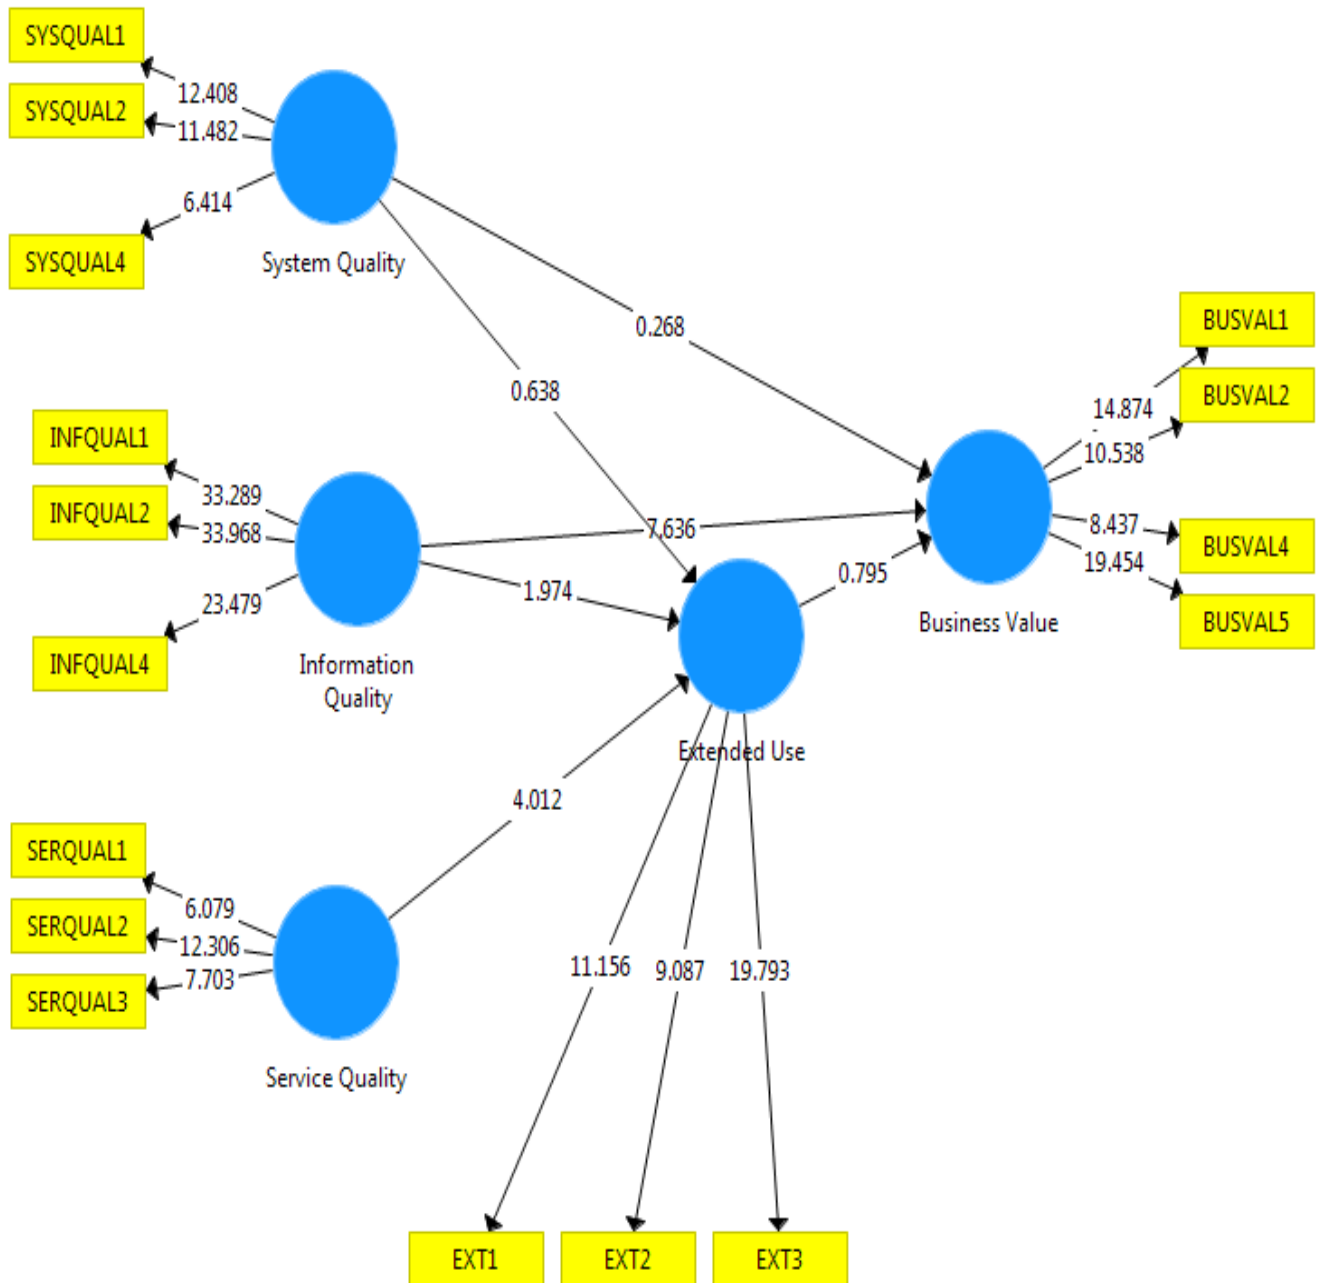 SYSQUAL1
12.408
SYSQUAL2
11.482
6.414
SYSQUAL4
System Quality
0.268
0.638
BUSVAL1
BUSVAL2
14.874
10.538
8.437
BUSVAL4
19.454
BUSVAL5
Business Value
INFQUAL1
33.289
INFQUAL2
33.968
23.479
INFQUAL4
Information
Quality
7.636
1.974
0.795
Extended Use
4.012
SERQUAL1
6.079
SERQUAL2
12.306
7.703
SERQUAL3
Service Quality
11.156
9.087
19.793
EXT1
EXT2
EXT3